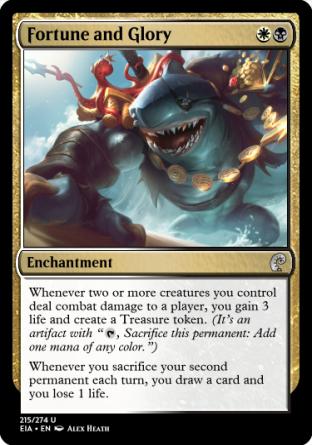 Fortune and Glory
Enchantment
Whenever two or more creatures you control
deal combat damage to a player, you gain 3
life and create a Treasure token. (It's an
artifact with “, Sacrifice this permanent: Add
one mana of any color.”)
Whenever you sacrifice your second
permanent each turn, you draw a card and
you lose 1 life.
215/274 U
EIA • EN Alex Heath